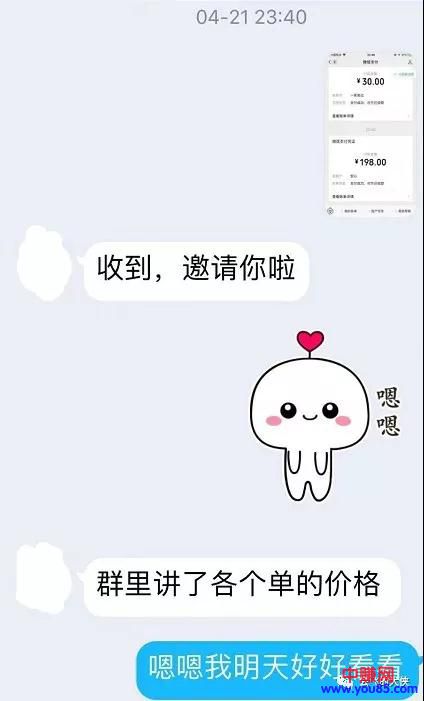 04-21 23:40
¥30.00
¥198.00
收到，邀请你啦
嗯
嗯
群里讲了各个单的价格
嗯嗯我明天好好看看
中赚网
www.you85.com